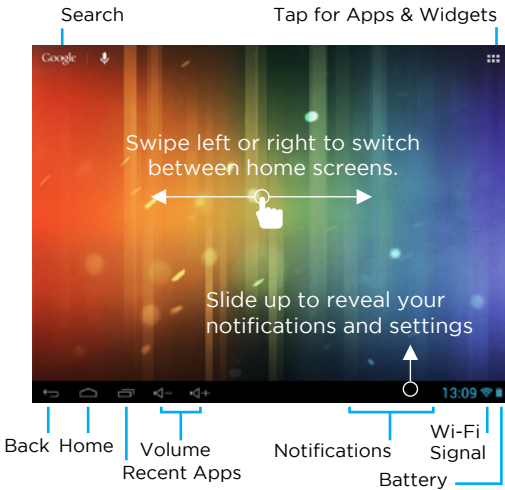 Search
Tap for Apps & Widgets
Google
Swipe left or right to switch
between home screens.
Slide up to reveal your
notifications and settings
13:09
Back
Home
Volume
Recent Apps
Notifications
Wi-Fi
Signal
Battery